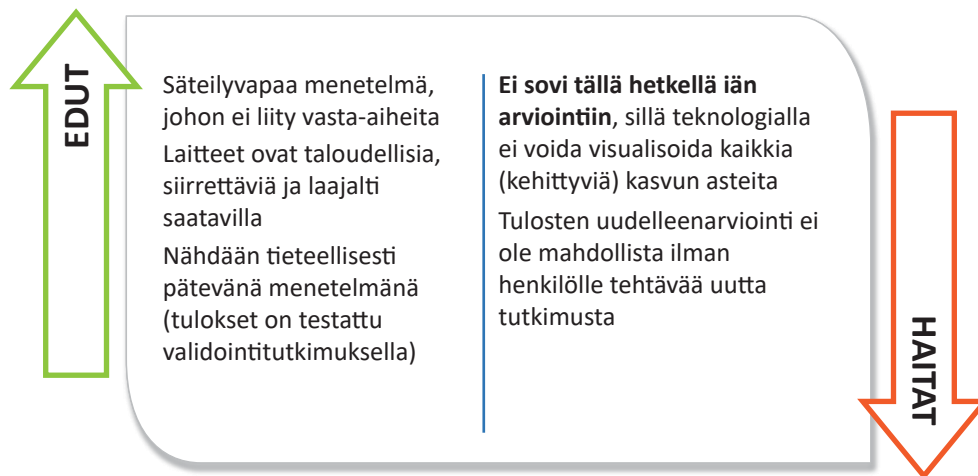 EDUT
Säteilyvapaa menetelmä,
johon ei liity vasta-aiheita
Laitteet ovat taloudellisia,
siirrettäviä ja laajalti
saatavilla
Nähdään tieteellisesti
pätevänä menetelmänä
(tulokset on testattu
validointitutkimuksella)
Ei sovi tällä hetkellä iän
arviointiin, sillä teknologialla
ei voida visualisoida kaikkia
(kehittyviä) kasvun asteita
Tulosten uudelleenarviointi ei
ole mahdollista ilman
henkilölle tehtävää uutta
tutkimusta
HAITAT